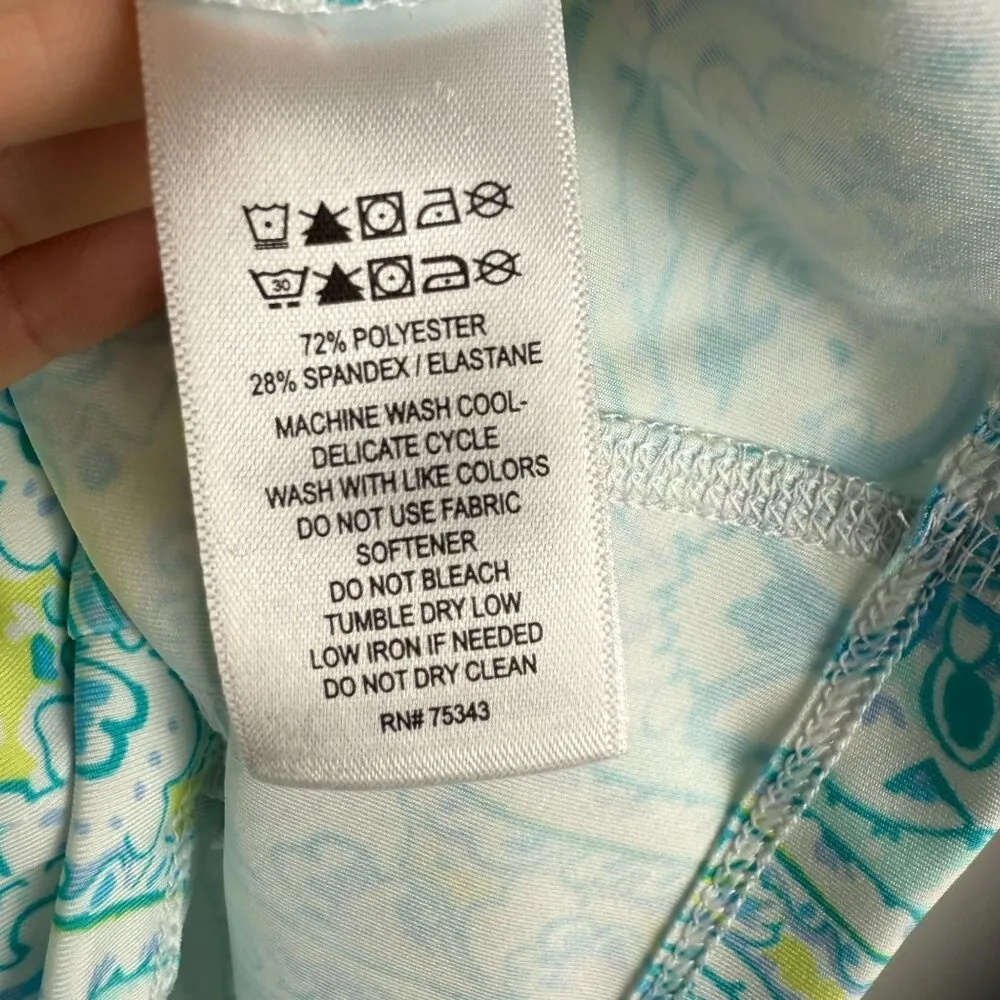 30
72% POLYESTER
28% SPANDEX / ELASTANE
MACHINE WASH COOL-
DELICATE CYCLE
WASH WITH LIKE COLORS
DO NOT USE FABRIC
SOFTENER
DO NOT BLEACH
TUMBLE DRY LOW
LOW IRON IF NEEDED
DO NOT DRY CLEAN
RN# 75343